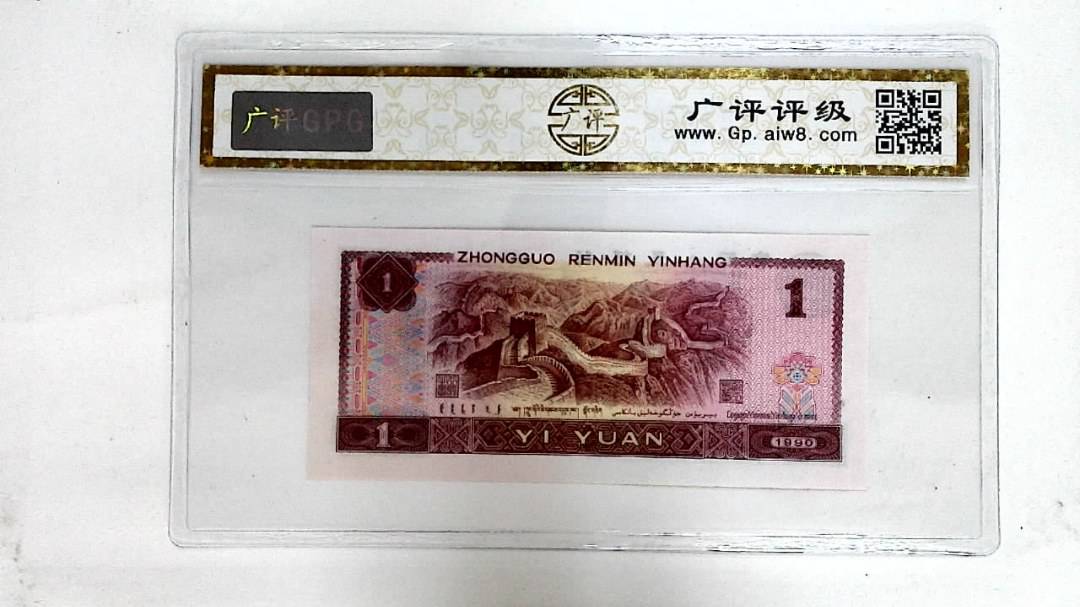 广评GPG
广评
广评评级
www.Gp.aiw8.com
ZHONGGUO RENMIN YINHANG
1
1
1
YI YUAN
1990